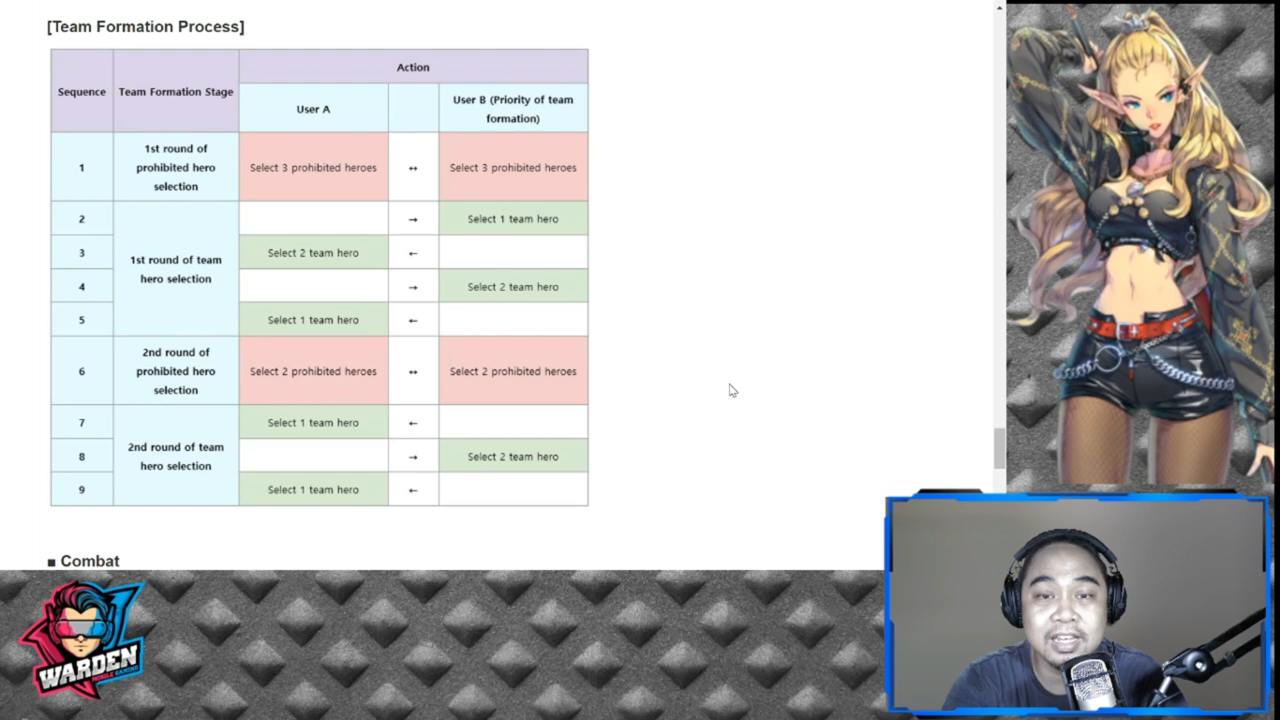 [Team Formation Process]
Sequence
Team Formation Stage
Action
User A
User B (Priority of team
formation)
1
1st round of
prohibited hero
selection
Select 3 prohibited heroes
↔
Select 3 prohibited heroes
2
1st round of team
hero selection
→
Select 1 team hero
3
Select 2 team hero
←
4
→
Select 2 team hero
5
Select 1 team hero
←
6
2nd round of
prohibited hero
selection
Select 2 prohibited heroes
↔
Select 2 prohibited heroes
7
2nd round of team
hero selection
Select 1 team hero
←
8
→
Select 2 team hero
9
Select 1 team hero
←
■ Combat
WARDEN
MOBILE GAMING